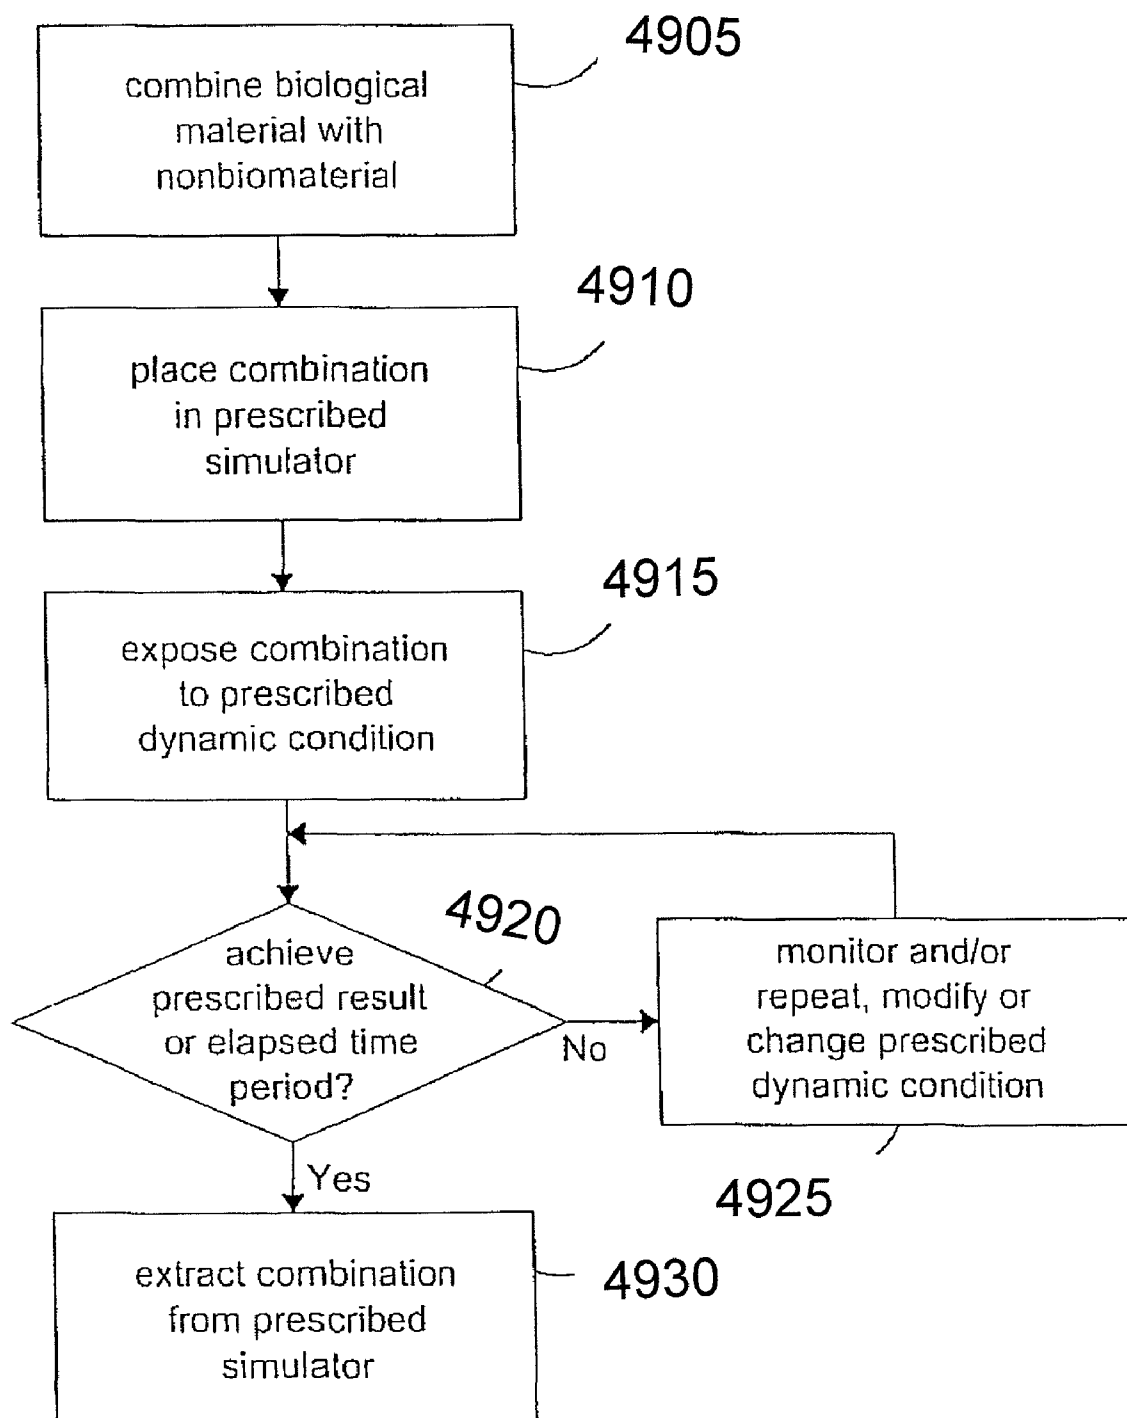 4905
combine biological
material with
nonbiomaterial
4910
place combination
in prescribed
simulator
4915
expose combination
to prescribed
dynamic condition
4920
achieve
prescribed result
or elapsed time
period?
No
monitor and/or
repeat, modify or
change prescribed
dynamic condition
4925
Yes
4930
extract combination
from prescribed
simulator